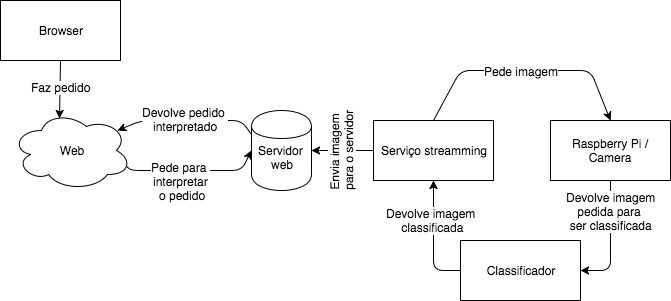 Browser
Faz pedido
Web
Devolve pedido
interpretado
Pede para
interpretar
o pedido
Servidor
web
Envia imagem
para o servidor
Serviço streamming
Pede imagem
Raspberry Pi /
Camera
Devolve imagem
pedida para
ser classificada
Devolve imagem
classificada
Classificador